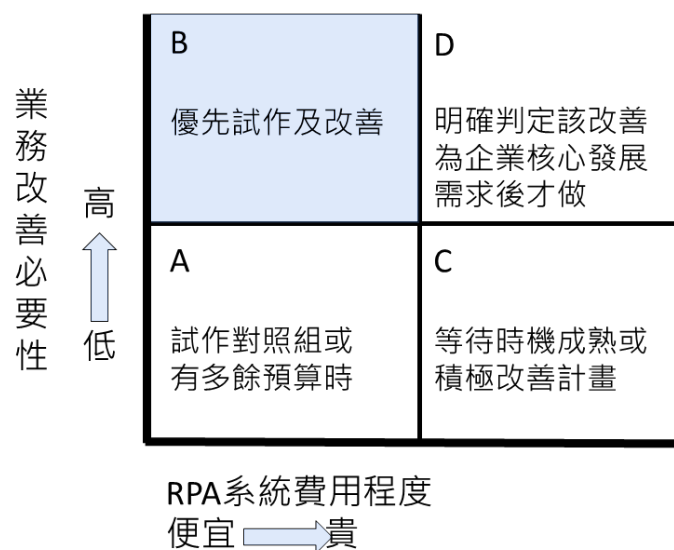 業務改善必要性
高
低
B
優先試作及改善
D
明確判定該改善
為企業核心發展
需求後才做
A
試作對照組或
有多餘預算時
C
等待時機成熟或
積極改善計畫
RPA系統費用程度
便宜 貴